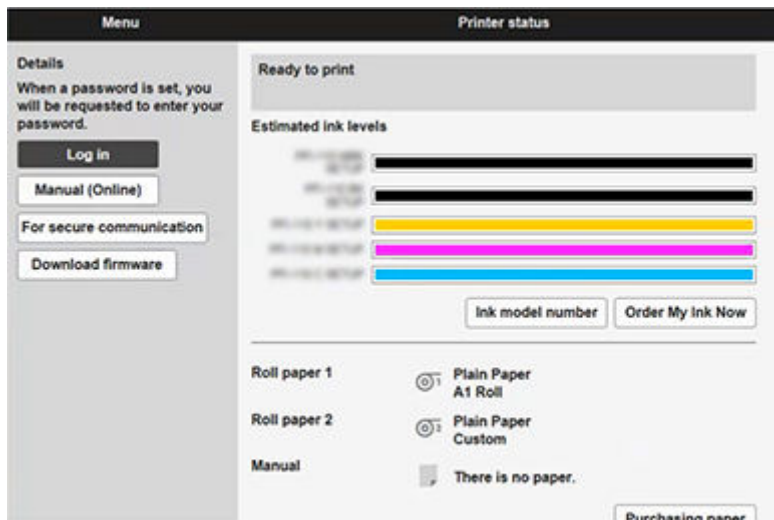 Menu
Printer status
Details
When a password is set, you
will be requested to enter your
password.
Log in
Manual (Online)
For secure communication
Download firmware
Ready to print
Estimated ink levels
Ink model number
Order My Ink Now
Roll paper 1
1
Plain Paper
A1 Roll
Roll paper 2
2
Plain Paper
Custom
Manual
There is no paper.
Purchasing paper